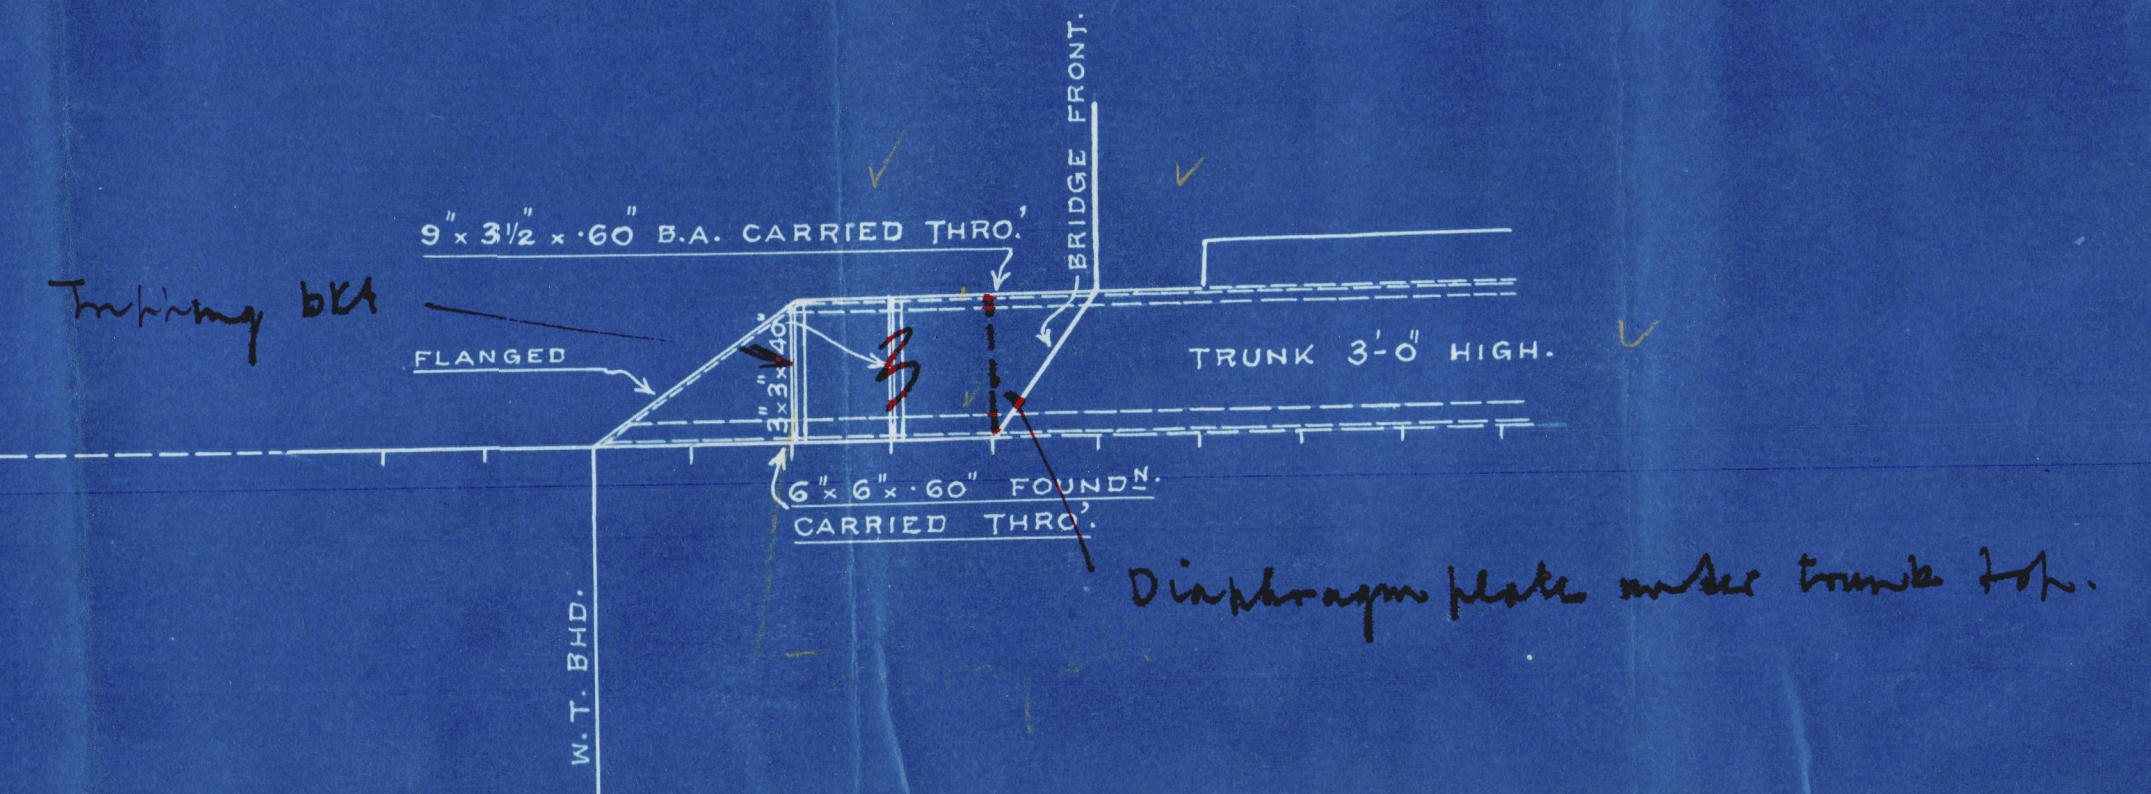 BRIDGE FRONT.
9" x 3 1/2" x .60" B.A. CARRIED THRO.'
Tripping bkt
FLANGED
3" x 3" x .40"
TRUNK 3'-0" HIGH.
6" x 6" x .60" FOUNDN.
CARRIED THRO'.
Diaphragm plate under trunk top.
W. T. BHD.